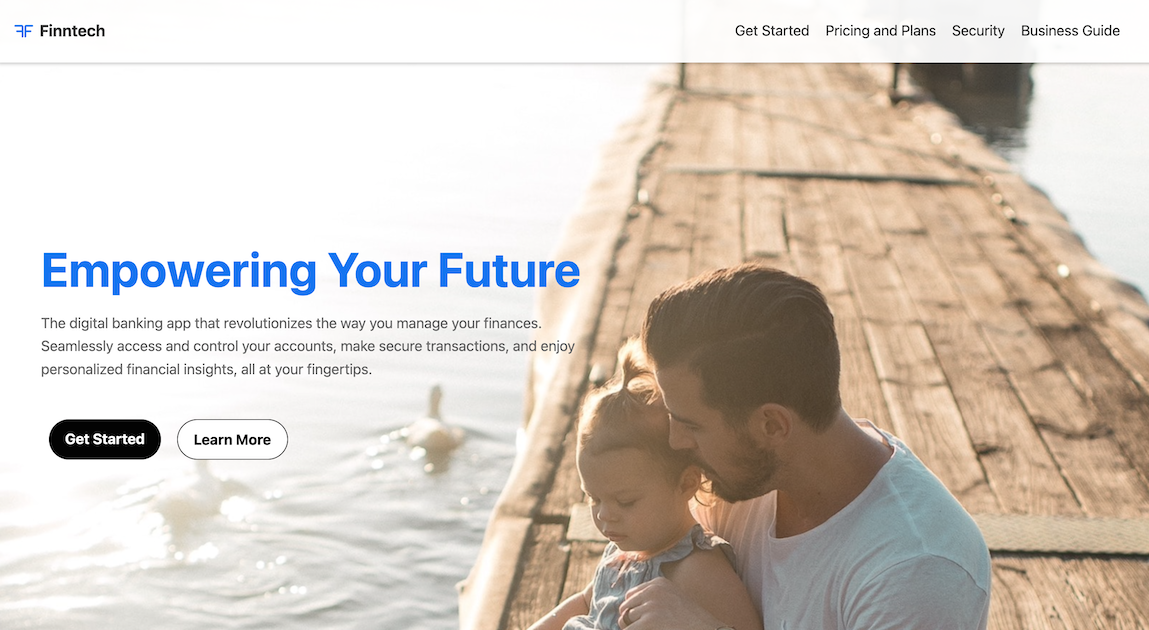 Finntech
Get Started
Pricing and Plans
Security
Business Guide
Empowering Your Future
The digital banking app that revolutionizes the way you manage your finances.
Seamlessly access and control your accounts, make secure transactions, and enjoy
personalized financial insights, all at your fingertips.
Get Started
Learn More